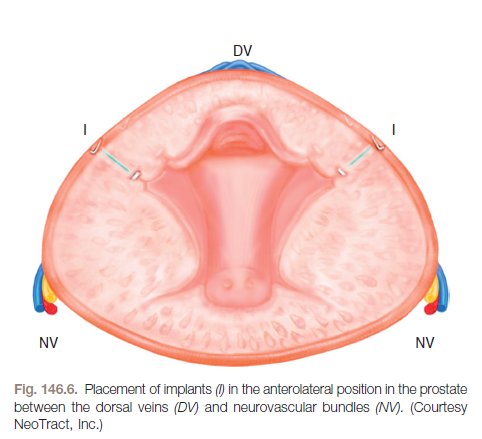 DV
I
I
NV
NV
Fig. 146.6. Placement of implants (I) in the anterolateral position in the prostate
between the dorsal veins (DV) and neurovascular bundles (NV). (Courtesy
NeoTract, Inc.)